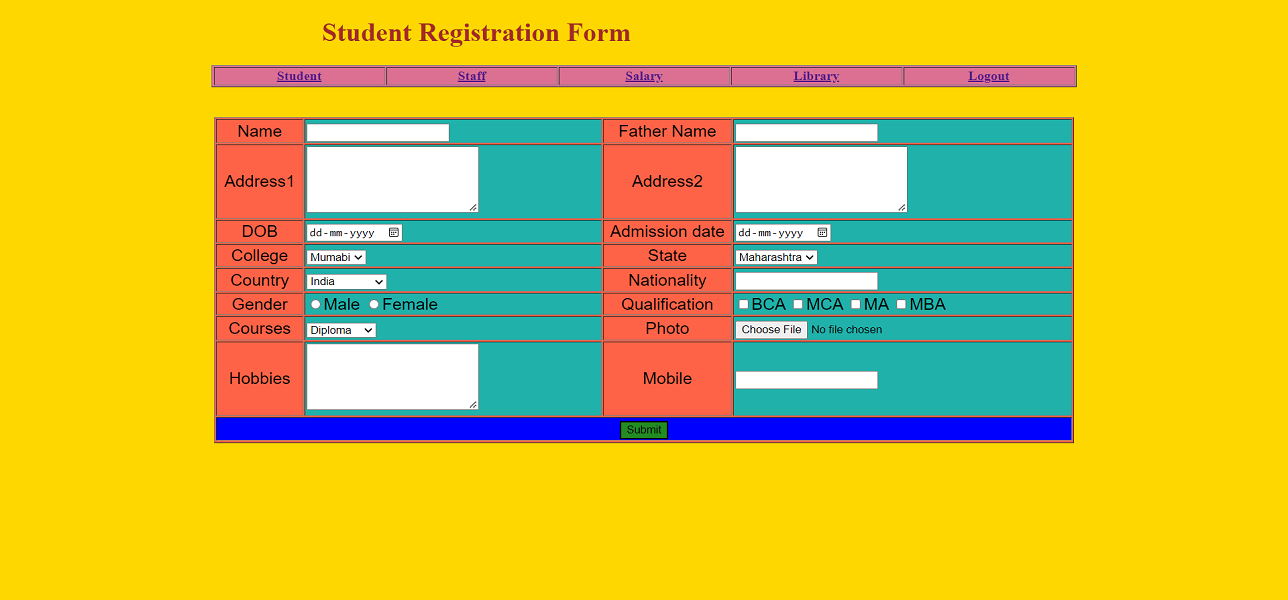 Student Registration Form
Student Staff Salary Library Logout
Name Father Name
Address1 Address2
DOB dd-mm-yyyy Admission date dd-mm-yyyy
College Mumabi State Maharashtra
Country India Nationality
Gender Male Female Qualification BCA MCA MA MBA
Courses Diploma Photo Choose File No file chosen
Hobbies Mobile
Submit